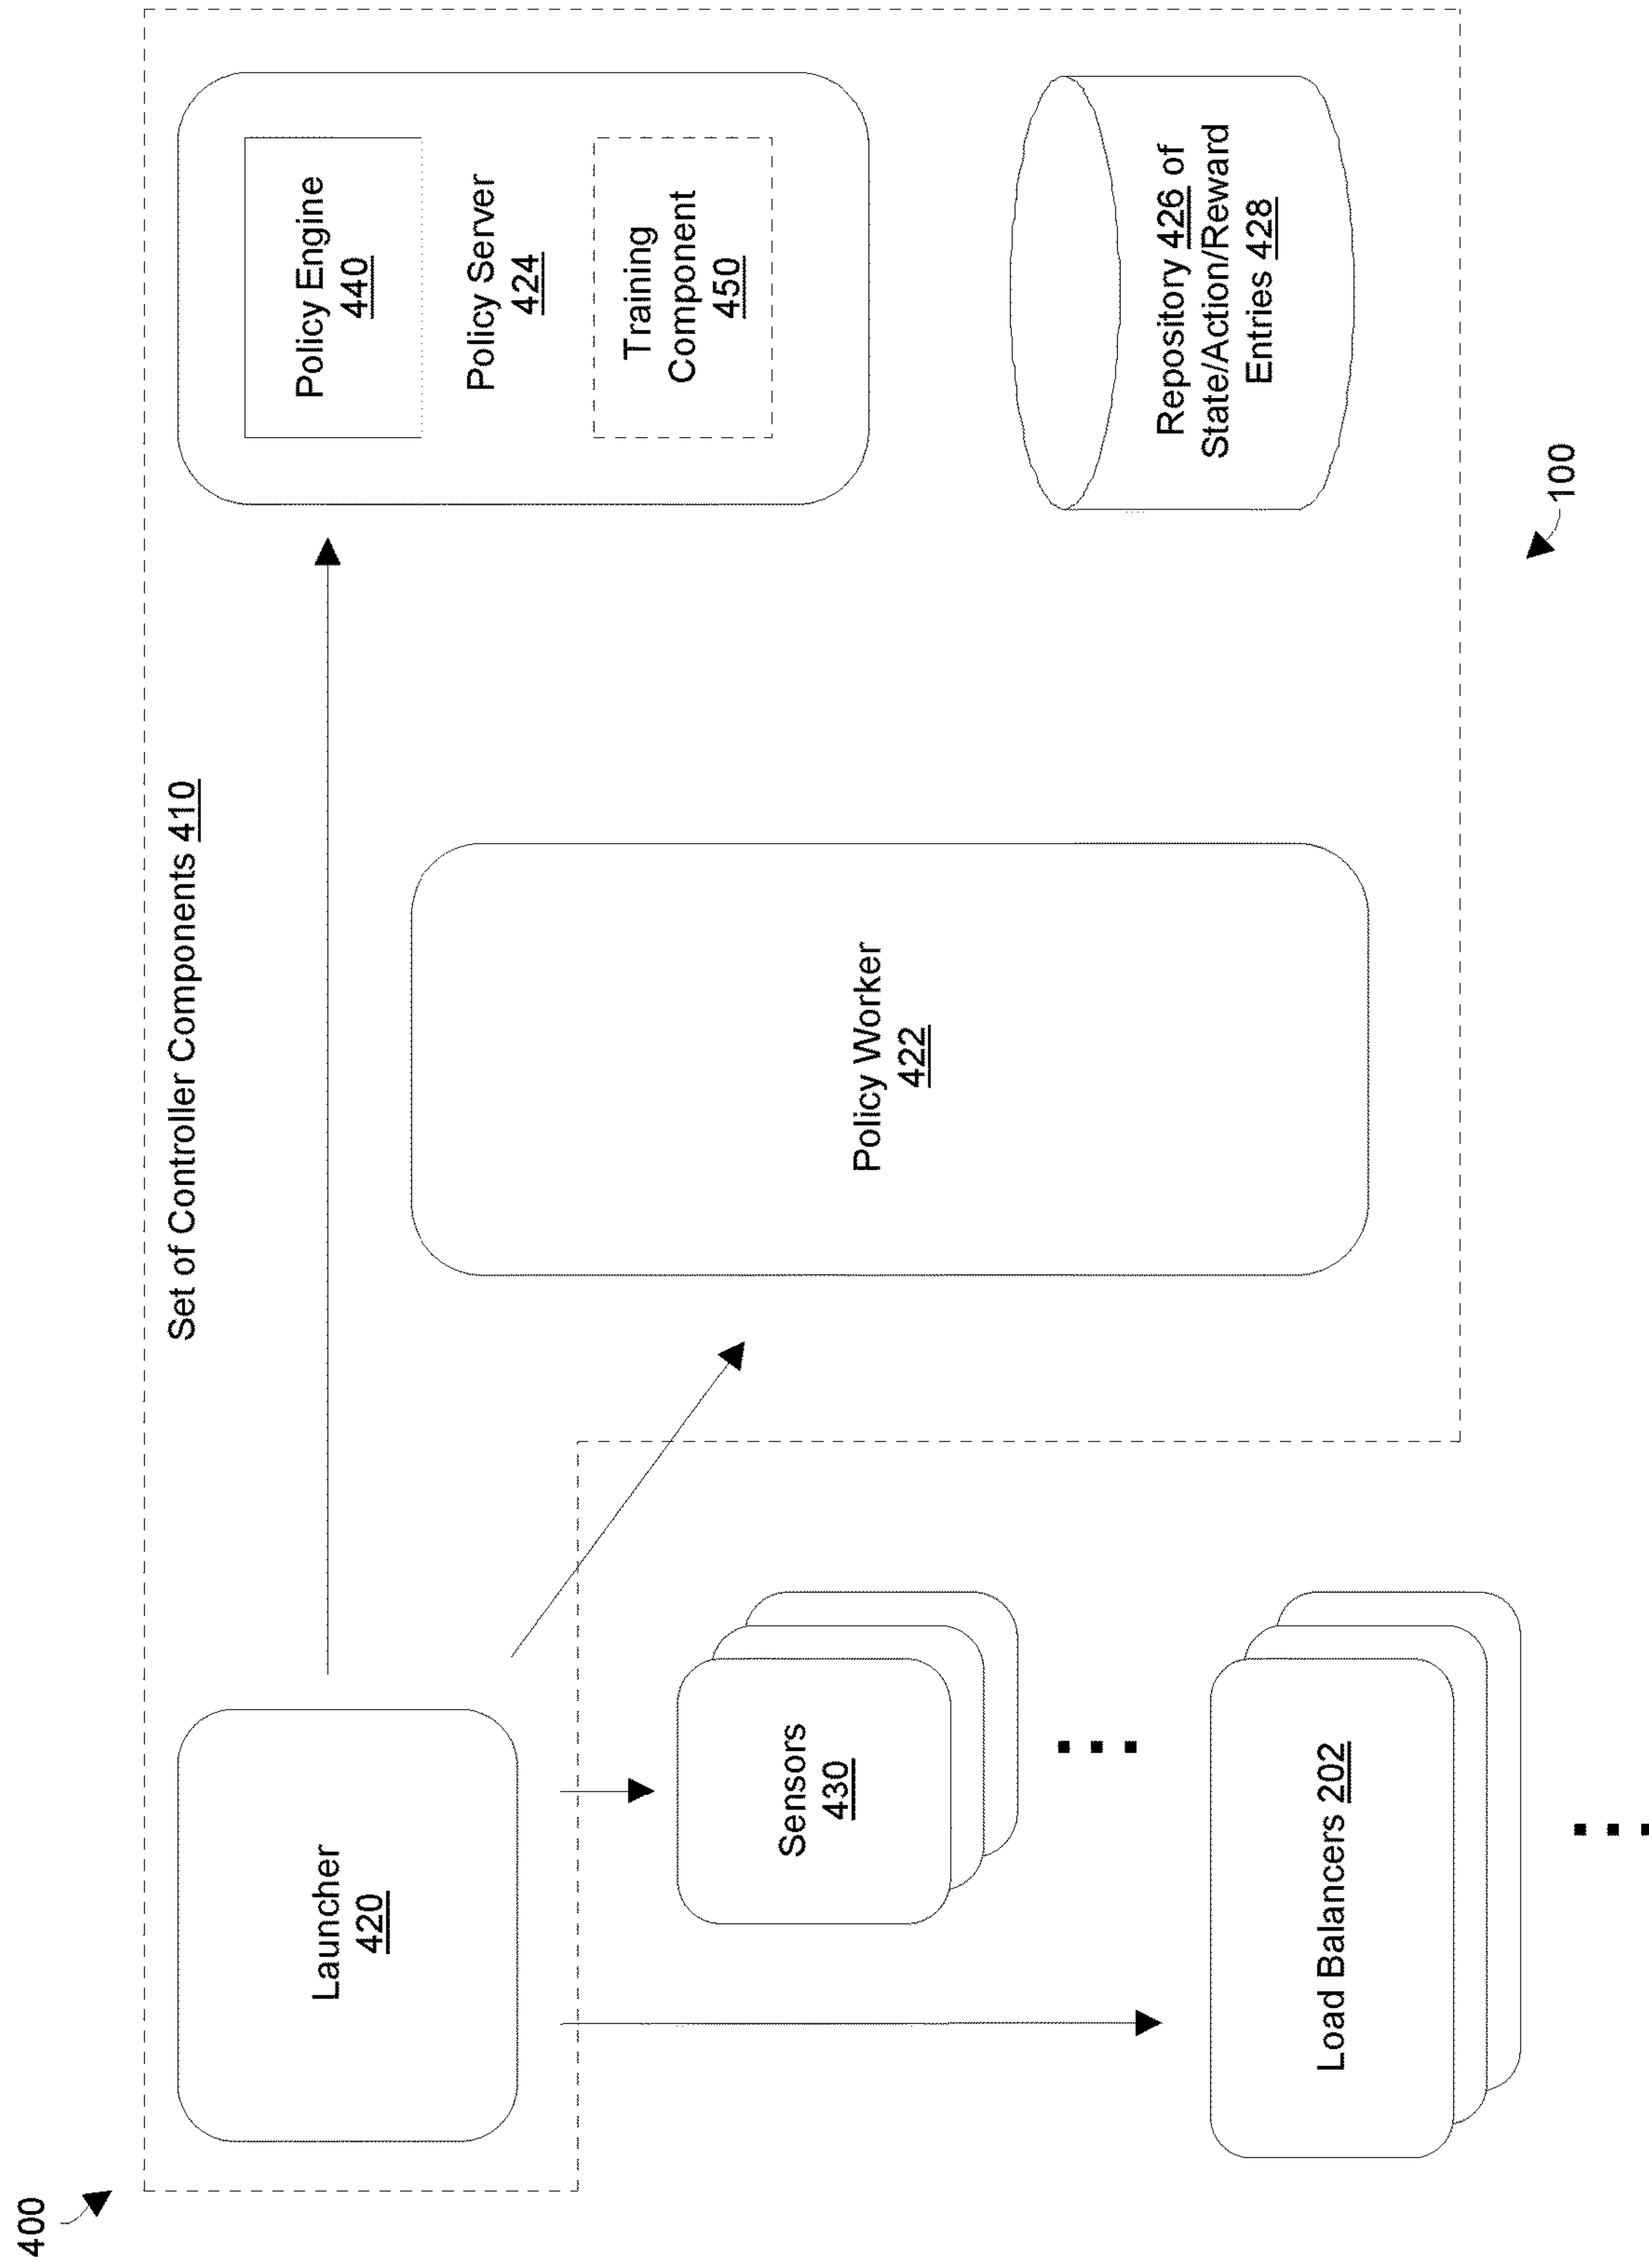 400
Set of Controller Components 410
Launcher
420
Policy Worker
422
Policy Engine
440
Policy Server
424
Training
Component
450
Sensors
430
Load Balancers 202
Repository 426 of
State/Action/Reward
Entries 428
100